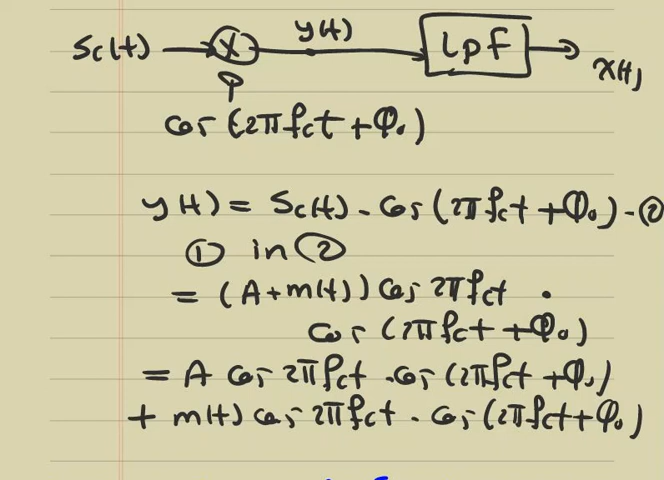 Sc(t) X y(t) Lpf x(t)
cos(2πfct+φ₀)
y(t) = Sc(t) - cos(2πfct+φ₀) - ②
① in ②
= (A+m(t)) cos 2πfct .
cos (2πfct+φ₀)
= A cos 2πfct . cos (2πfct+φ₀)
+ m(t) cos 2πfct . cos (2πfct+φ₀)